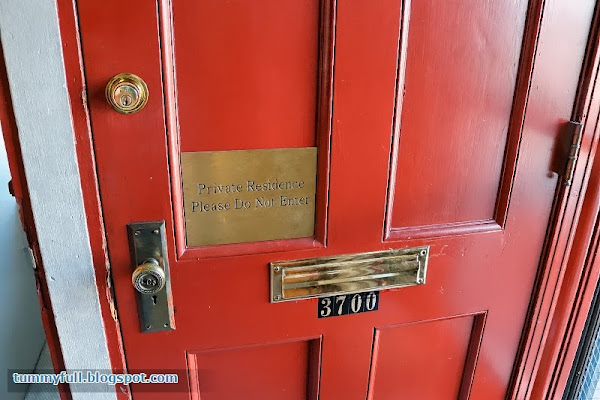 Private Residence
Please Do Not Enter
3700
tummyfull.blogspot.com